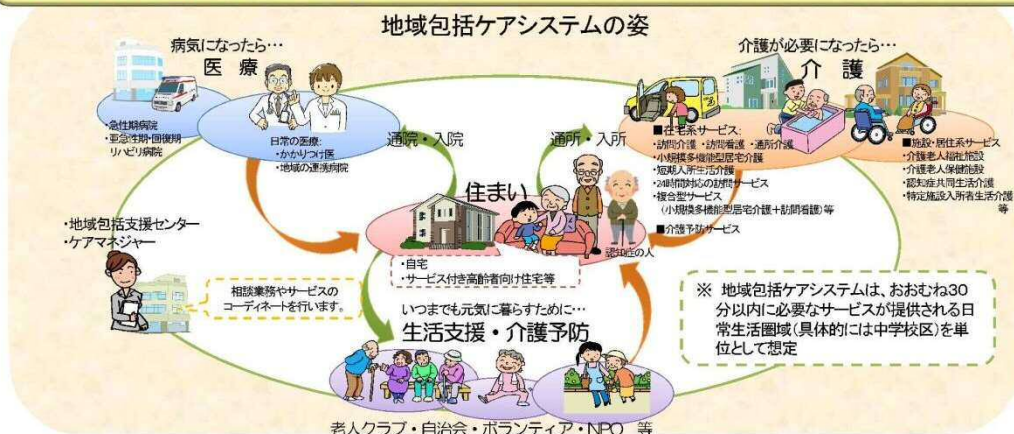 地域包括ケアシステムの姿
病気になったら…
医 療
・急性期病院
・亜急性期・回復期
リハビリ病院
日常の医療:
・かかりつけ医
・地域の連携病院
通院・入院
介護が必要になったら…
介 護
通所・入所
■在宅系サービス:
・訪問介護 ・訪問看護 ・通所介護
・小規模多機能型居宅介護
・短期入所生活介護
・24時間対応の訪問サービス
・複合型サービス
(小規模多機能型居宅介護+訪問看護)等
■介護予防サービス
■施設・居住系サービス
・介護老人福祉施設
・介護老人保健施設
・認知症共同生活介護
・特定施設入所者生活介護
等
住まい
・自宅
・サービス付き高齢者向け住宅等
認知症の人
・地域包括支援センター
・ケアマネジャー
相談業務やサービスの
コーディネートを行います。
いつまでも元気に暮らすために…
生活支援・介護予防
老人クラブ・自治会・ボランティア・NPO 等
※ 地域包括ケアシステムは、おおむね30
分以内に必要なサービスが提供される日
常生活圏域(具体的には中学校区)を単
位として想定